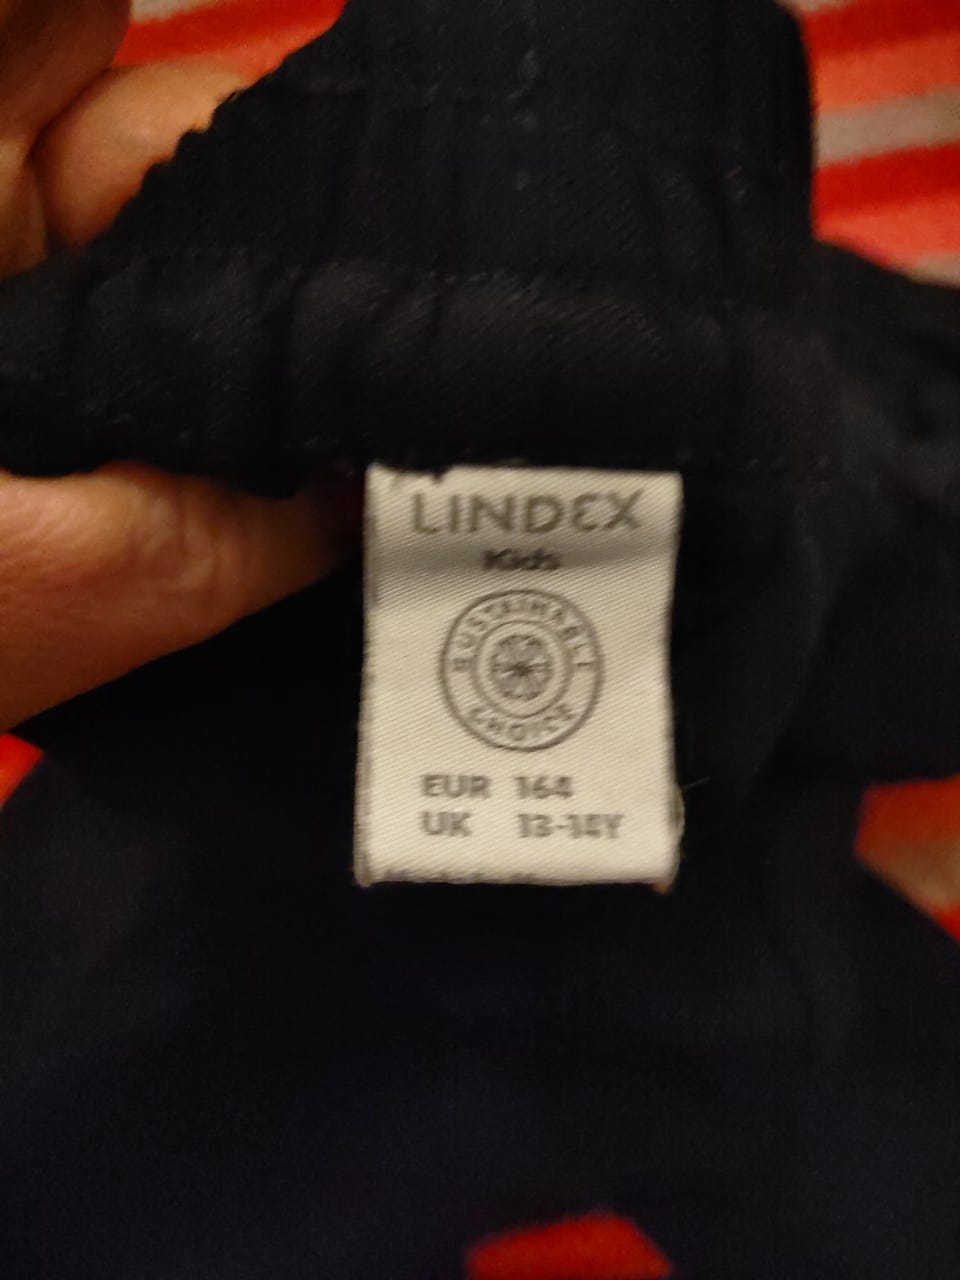 LINDEX
Kids
SUSTAINABLE
CHOICE
EUR 164
UK 13-14Y